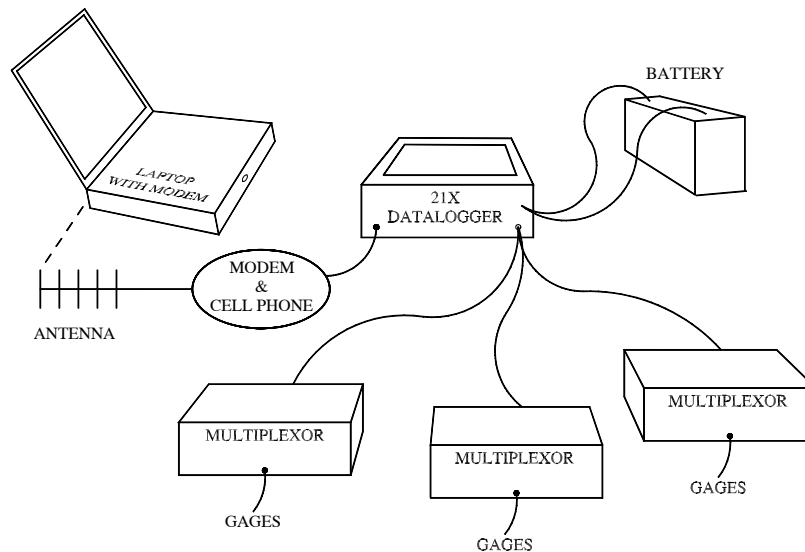 BATTERY
LAPTOP
WITH MODEM
21X
DATALOGGER
MODEM
&
CELL PHONE
ANTENNA
MULTIPLEXOR
MULTIPLEXOR
MULTIPLEXOR
GAGES
GAGES
GAGES